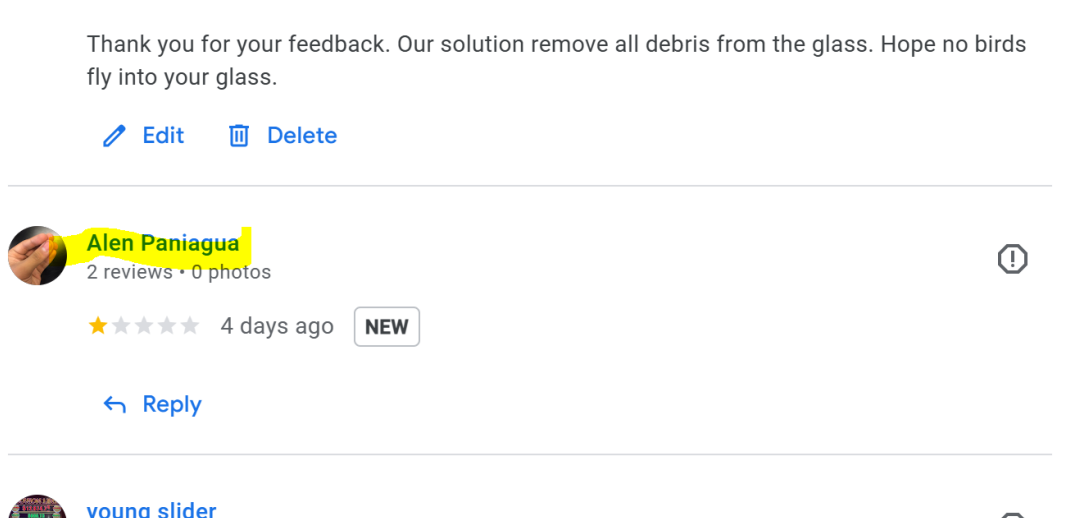 Thank you for your feedback. Our solution remove all debris from the glass. Hope no birds
fly into your glass.
Edit Delete
Alen Paniagua
2 reviews • 0 photos
4 days ago NEW
Reply
young slider